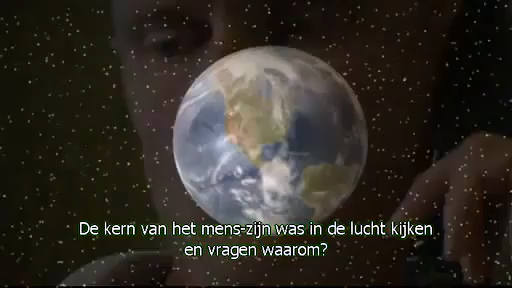 De kern van het mens-zijn was in de lucht kijken
en vragen waarom?